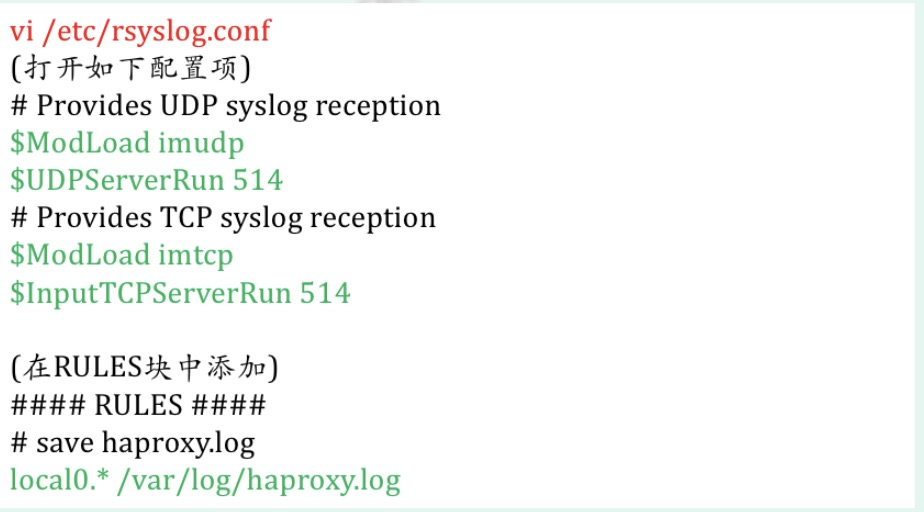 vi /etc/rsyslog.conf
(打开如下配置项)
# Provides UDP syslog reception
$ModLoad imudp
$UDPServerRun 514
# Provides TCP syslog reception
$ModLoad imtcp
$InputTCPServerRun 514
(在RULES块中添加)
#### RULES ####
# save haproxy.log
local0.* /var/log/haproxy.log